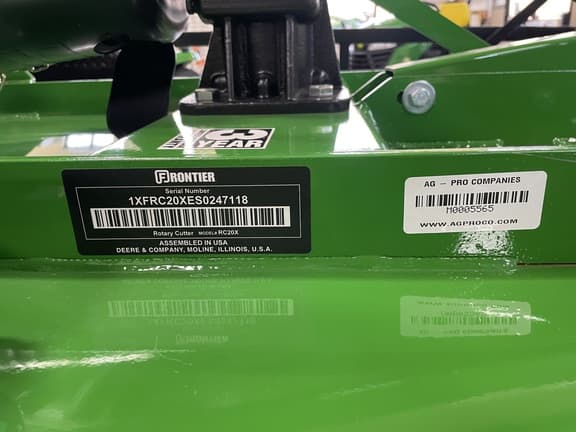 3
YEAR
FRONTIER
Serial Number
1XFRC20XES0247118
Rotary Cutter MODEL# RC20X
ASSEMBLED IN USA
DEERE & COMPANY, MOLINE, ILLINOIS, U.S.A.
AG - PRO COMPANIES
M0005565
WWW.AGPROCO.COM